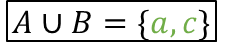 A ∪ B = {a, c}